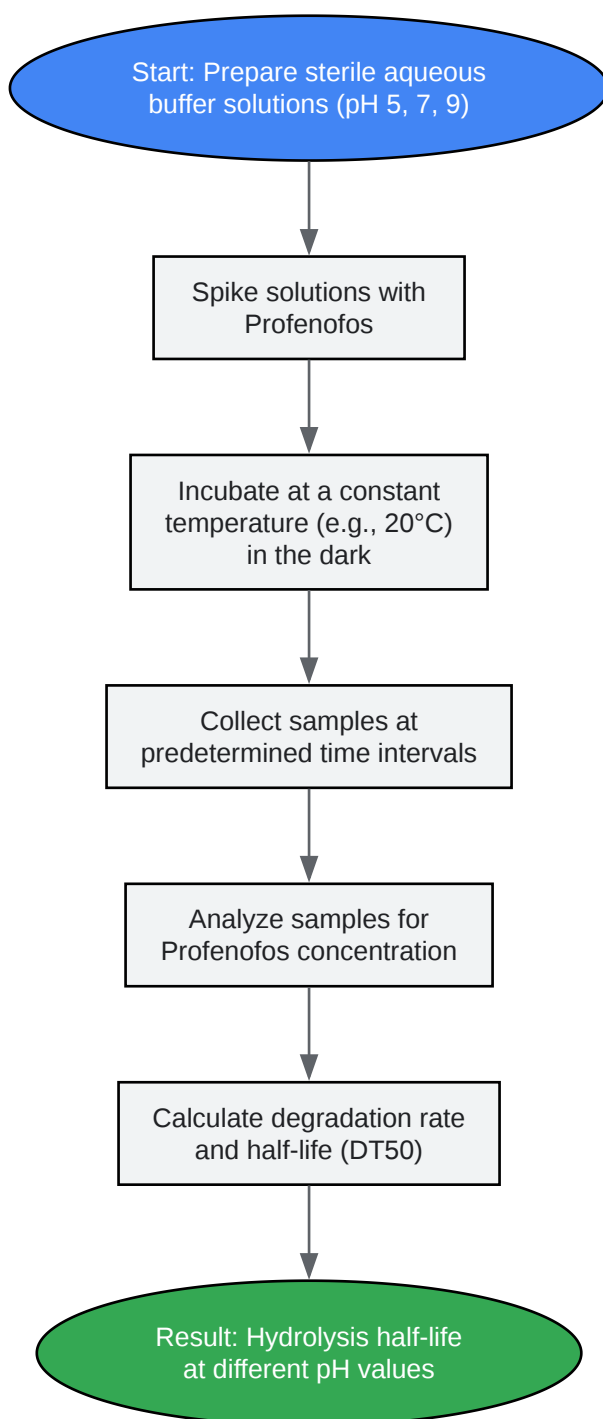 Start: Prepare sterile aqueous
buffer solutions (pH 5, 7, 9)
Spike solutions with
Profenofos
Incubate at a constant
temperature (e.g., 20°C)
in the dark
Collect samples at
predetermined time intervals
Analyze samples for
Profenofos concentration
Calculate degradation rate
and half-life (DT50)
Result: Hydrolysis half-life
at different pH values